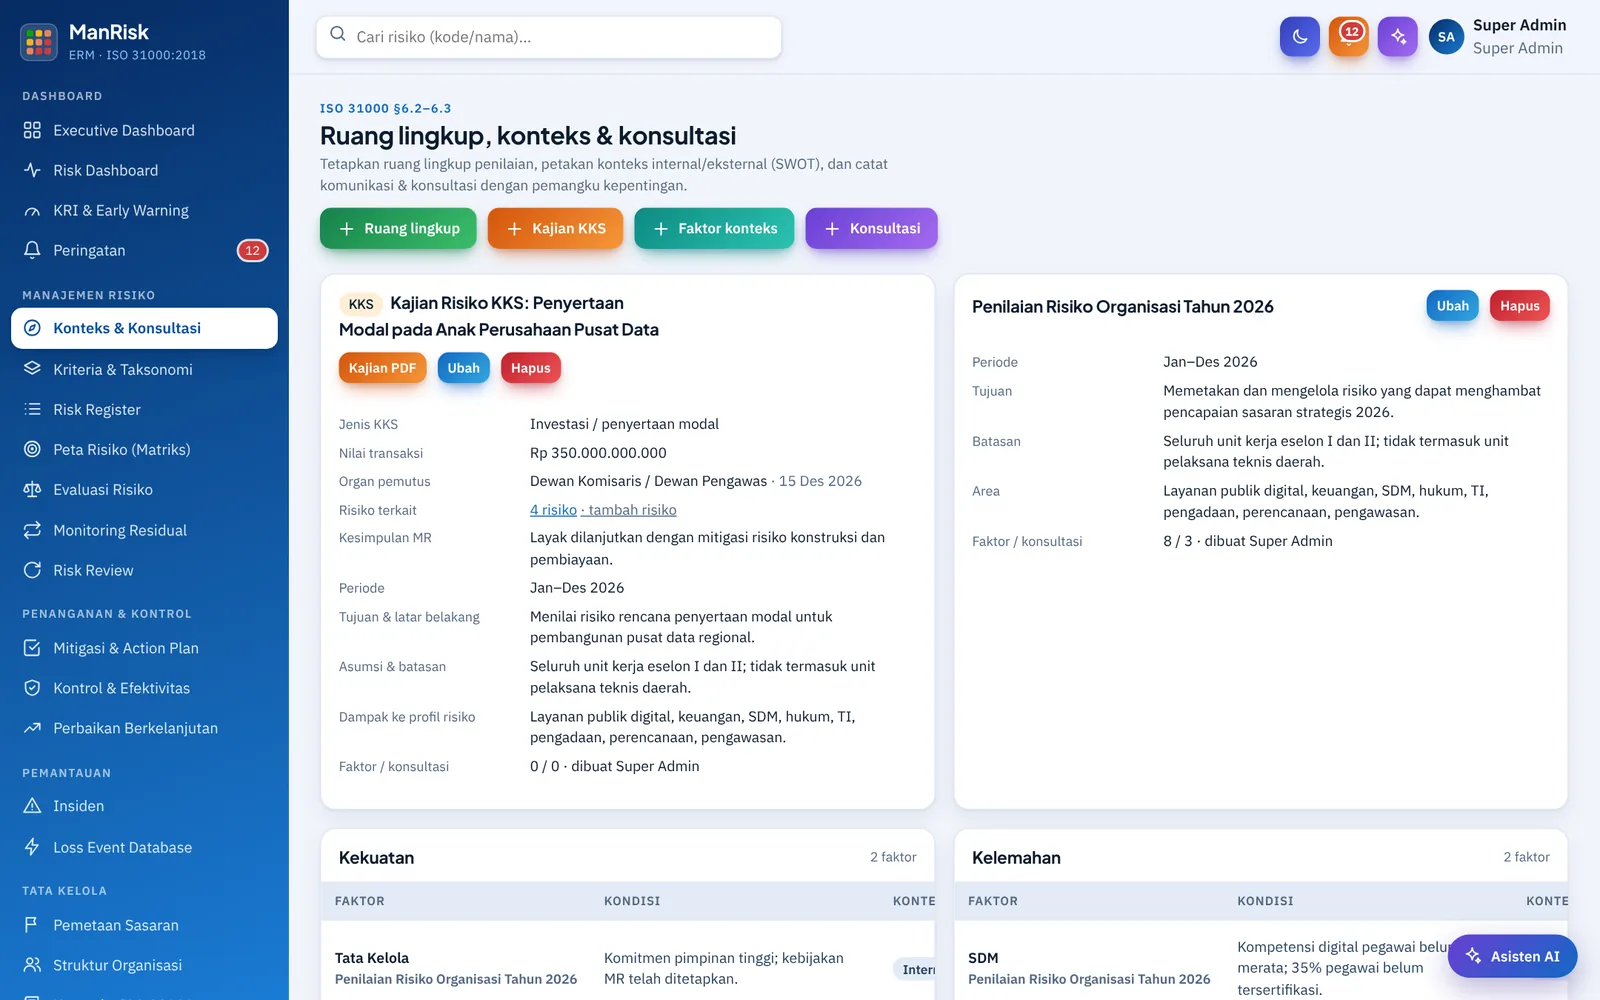 ManRisk
ERM · ISO 31000:2018
DASHBOARD
Executive Dashboard
Risk Dashboard
KRI & Early Warning
Peringatan
12
MANAJEMEN RISIKO
Konteks & Konsultasi
Kriteria & Taksonomi
Risk Register
Peta Risiko (Matriks)
Evaluasi Risiko
Monitoring Residual
Risk Review
PENANGANAN & KONTROL
Mitigasi & Action Plan
Kontrol & Efektivitas
Perbaikan Berkelanjutan
PEMANTAUAN
Insiden
Loss Event Database
TATA KELOLA
Pemetaan Sasaran
Struktur Organisasi
Cari risiko (kode/nama)...
12
SA
Super Admin
Super Admin
ISO 31000 §6.2–6.3
Ruang lingkup, konteks & konsultasi
Tetapkan ruang lingkup penilaian, petakan konteks internal/eksternal (SWOT), dan catat
komunikasi & konsultasi dengan pemangku kepentingan.
Ruang lingkup
Kajian KKS
Faktor konteks
Konsultasi
KKS Kajian Risiko KKS: Penyertaan
Modal pada Anak Perusahaan Pusat Data
Kajian PDF
Ubah
Hapus
Jenis KKS Investasi / penyertaan modal
Nilai transaksi Rp 350.000.000.000
Organ pemutus Dewan Komisaris / Dewan Pengawas · 15 Des 2026
Risiko terkait 4 risiko · tambah risiko
Kesimpulan MR Layak dilanjutkan dengan mitigasi risiko konstruksi dan
pembiayaan.
Periode Jan–Des 2026
Tujuan & latar belakang Menilai risiko rencana penyertaan modal untuk
pembangunan pusat data regional.
Asumsi & batasan Seluruh unit kerja eselon I dan II; tidak termasuk unit
pelaksana teknis daerah.
Dampak ke profil risiko Layanan publik digital, keuangan, SDM, hukum, TI,
pengadaan, perencanaan, pengawasan.
Faktor / konsultasi 0 / 0 · dibuat Super Admin
Penilaian Risiko Organisasi Tahun 2026
Ubah
Hapus
Periode Jan–Des 2026
Tujuan Memetakan dan mengelola risiko yang dapat menghambat
pencapaian sasaran strategis 2026.
Batasan Seluruh unit kerja eselon I dan II; tidak termasuk unit
pelaksana teknis daerah.
Area Layanan publik digital, keuangan, SDM, hukum, TI,
pengadaan, perencanaan, pengawasan.
Faktor / konsultasi 8 / 3 · dibuat Super Admin
Kekuatan 2 faktor
FAKTOR KONDISI KONTE
Tata Kelola
Penilaian Risiko Organisasi Tahun 2026
Komitmen pimpinan tinggi; kebijakan
MR telah ditetapkan.
Intern
Kelemahan 2 faktor
FAKTOR KONDISI KONTE
SDM
Penilaian Risiko Organisasi Tahun 2026
Kompetensi digital pegawai belum
merata; 35% pegawai belum
tersertifikasi.
Asisten AI